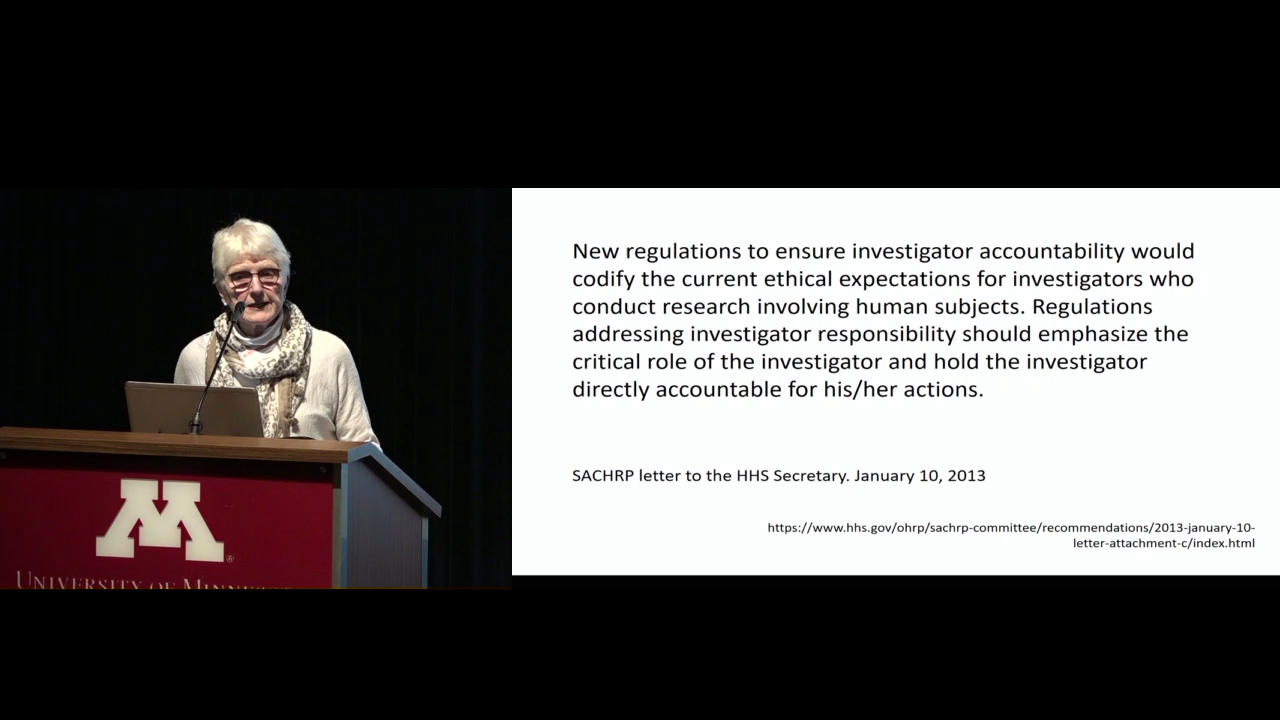 New regulations to ensure investigator accountability would
codify the current ethical expectations for investigators who
conduct research involving human subjects. Regulations
addressing investigator responsibility should emphasize the
critical role of the investigator and hold the investigator
directly accountable for his/her actions.
SACHRP letter to the HHS Secretary. January 10, 2013
https://www.hhs.gov/ohrp/sachrp-committee/recommendations/2013-january-10-
letter-attachment-c/index.html
M
®
UNIVERSITY OF